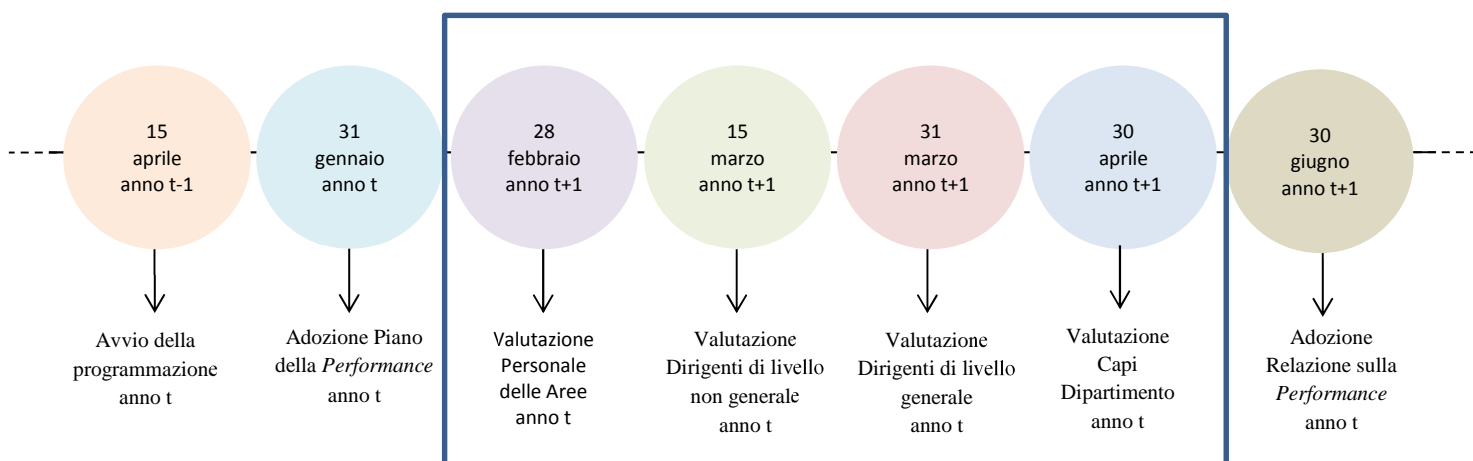 15
aprile
anno t-1
31
gennaio
anno t
28
febbraio
anno t+1
15
marzo
anno t+1
31
marzo
anno t+1
30
aprile
anno t+1
30
giugno
anno t+1
Avvio della
programmazione
anno t
Adozione Piano
della Performance
anno t
Valutazione
Personale
delle Aree
anno t
Valutazione
Dirigenti di livello
non generale
anno t
Valutazione
Dirigenti di livello
generale
anno t
Valutazione
Capi
Dipartimento
anno t
Adozione
Relazione sulla
Performance
anno t